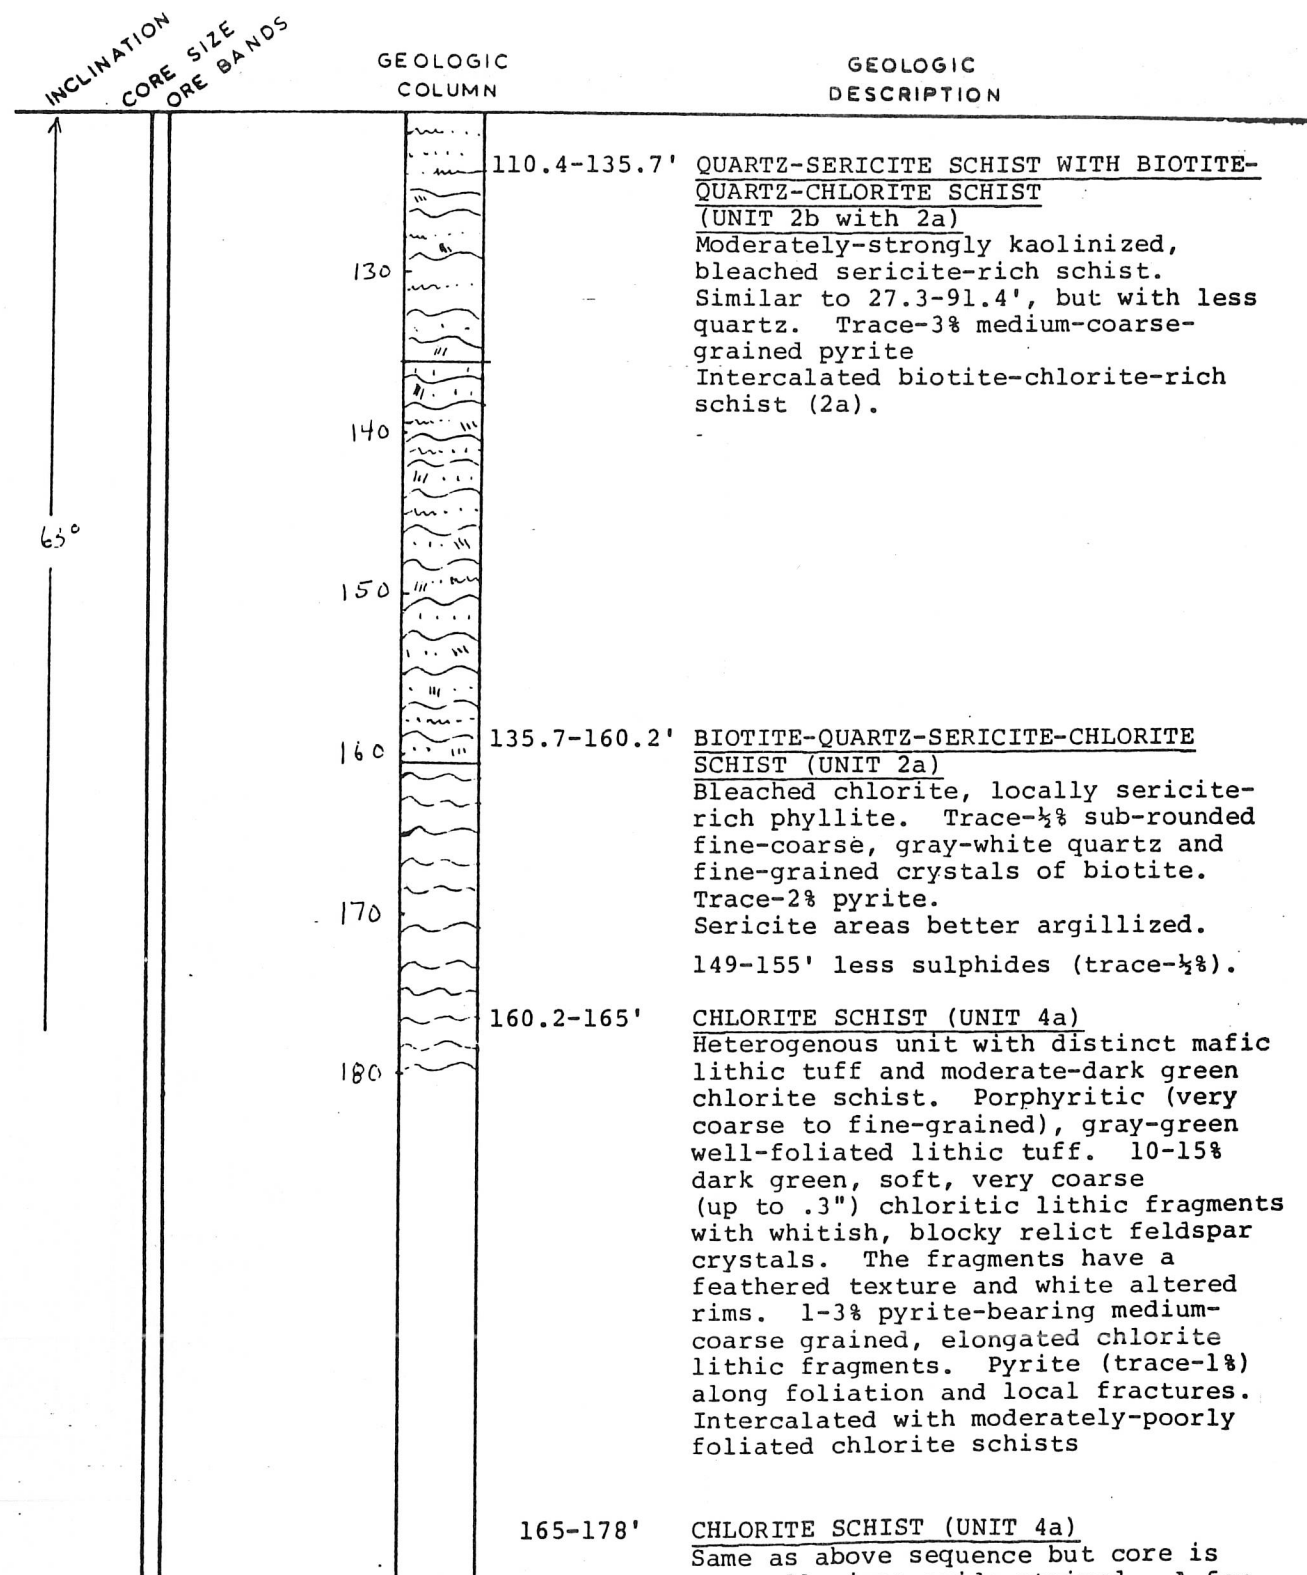 INCLINATION
CORE SIZE
ORE BANDS
GEOLOGIC
COLUMN
GEOLOGIC
DESCRIPTION
110.4-135.7' QUARTZ-SERICITE SCHIST WITH BIOTITE-
QUARTZ-CHLORITE SCHIST
(UNIT 2b with 2a)
Moderately-strongly kaolinized,
130 bleached sericite-rich schist.
Similar to 27.3-91.4', but with less
quartz. Trace-3% medium-coarse-
grained pyrite
Intercalated biotite-chlorite-rich
schist (2a).
140
150
160
135.7-160.2' BIOTITE-QUARTZ-SERICITE-CHLORITE
SCHIST (UNIT 2a)
Bleached chlorite, locally sericite-
rich phyllite. Trace-½% sub-rounded
fine-coarse, gray-white quartz and
fine-grained crystals of biotite.
Trace-2% pyrite.
170 Sericite areas better argillized.
149-155' less sulphides (trace-½%).
160.2-165' CHLORITE SCHIST (UNIT 4a)
Heterogenous unit with distinct mafic
180 lithic tuff and moderate-dark green
chlorite schist. Porphyritic (very
coarse to fine-grained), gray-green
well-foliated lithic tuff. 10-15%
dark green, soft, very coarse
(up to .3") chloritic lithic fragments
with whitish, blocky relict feldspar
crystals. The fragments have a
feathered texture and white altered
rims. 1-3% pyrite-bearing medium-
coarse grained, elongated chlorite
lithic fragments. Pyrite (trace-1%)
along foliation and local fractures.
Intercalated with moderately-poorly
foliated chlorite schists
165-178' CHLORITE SCHIST (UNIT 4a)
Same as above sequence but core is